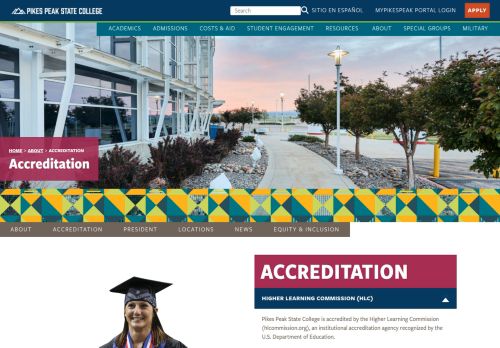 PIKES PEAK STATE COLLEGE
Search
SITIO EN ESPAÑOL
MYPIKESPEAK PORTAL LOGIN
APPLY
ACADEMICS ADMISSIONS COSTS & AID STUDENT ENGAGEMENT RESOURCES ABOUT SPECIAL GROUPS MILITARY
HOME > ABOUT > ACCREDITATION
Accreditation
ABOUT ACCREDITATION PRESIDENT LOCATIONS NEWS EQUITY & INCLUSION
ACCREDITATION
HIGHER LEARNING COMMISSION (HLC)
Pikes Peak State College is accredited by the Higher Learning Commission
(hlcommission.org), an institutional accreditation agency recognized by the
U.S. Department of Education.